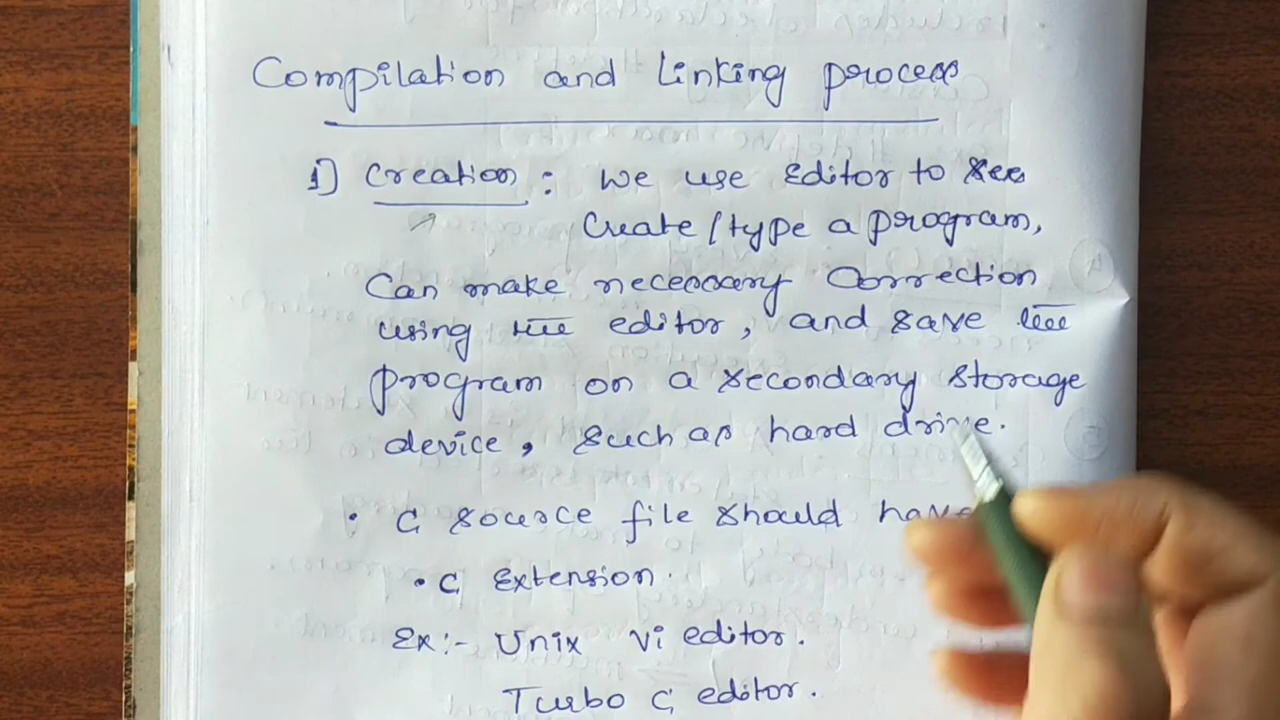 Compilation and Linking process
1) Creation : We use Editor to see
Create / type a program,
Can make necessary Correction
using the editor, and save the
program on a secondary storage
device, such as hard drive.
• C source file should have
.C Extension.
Ex:- Unix Vi editor.
Turbo C editor.